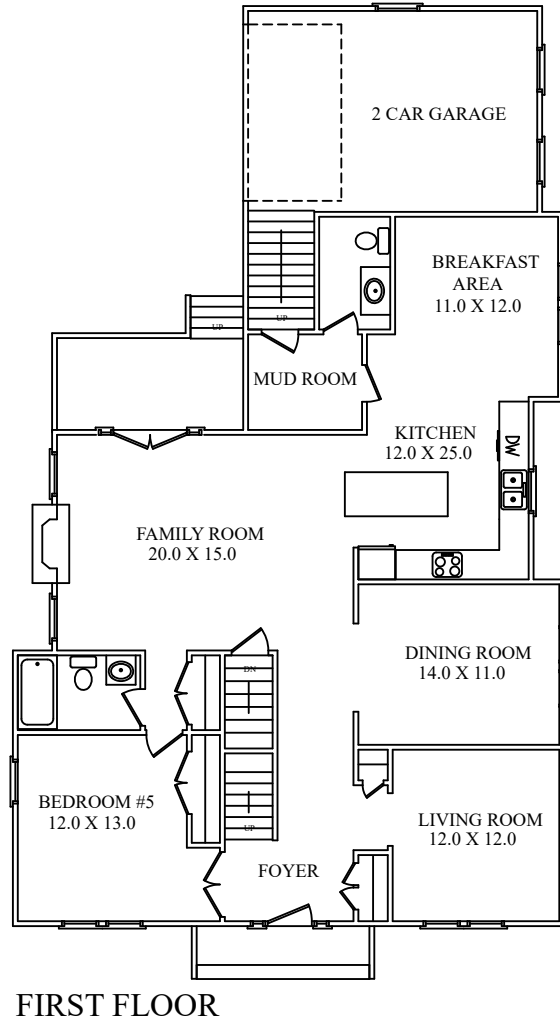 2 CAR GARAGE
BREAKFAST
AREA
11.0 X 12.0
UP
UP
MUD ROOM
KITCHEN
12.0 X 25.0
DW
FAMILY ROOM
20.0 X 15.0
DINING ROOM
14.0 X 11.0
DN
BEDROOM #5
12.0 X 13.0
LIVING ROOM
12.0 X 12.0
UP
FOYER
FIRST FLOOR